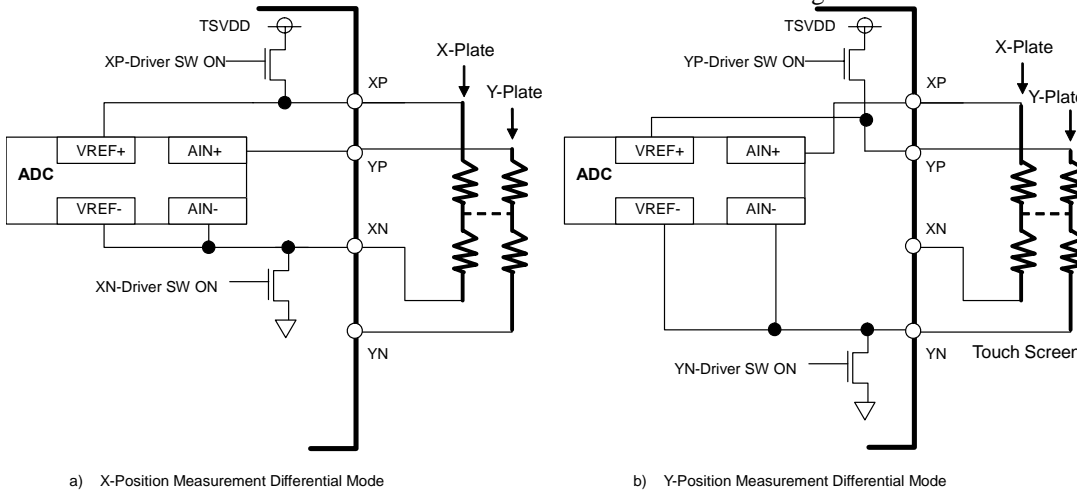 TSVDD
XP-Driver SW ON
X-Plate
XP
Y-Plate
VREF+
AIN+
YP
ADC
VREF-
AIN-
XN
XN-Driver SW ON
YN
a) X-Position Measurement Differential Mode
TSVDD
YP-Driver SW ON
X-Plate
XP
Y-Plate
VREF+
AIN+
YP
ADC
VREF-
AIN-
XN
YN
Touch Screen
YN-Driver SW ON
b) Y-Position Measurement Differential Mode